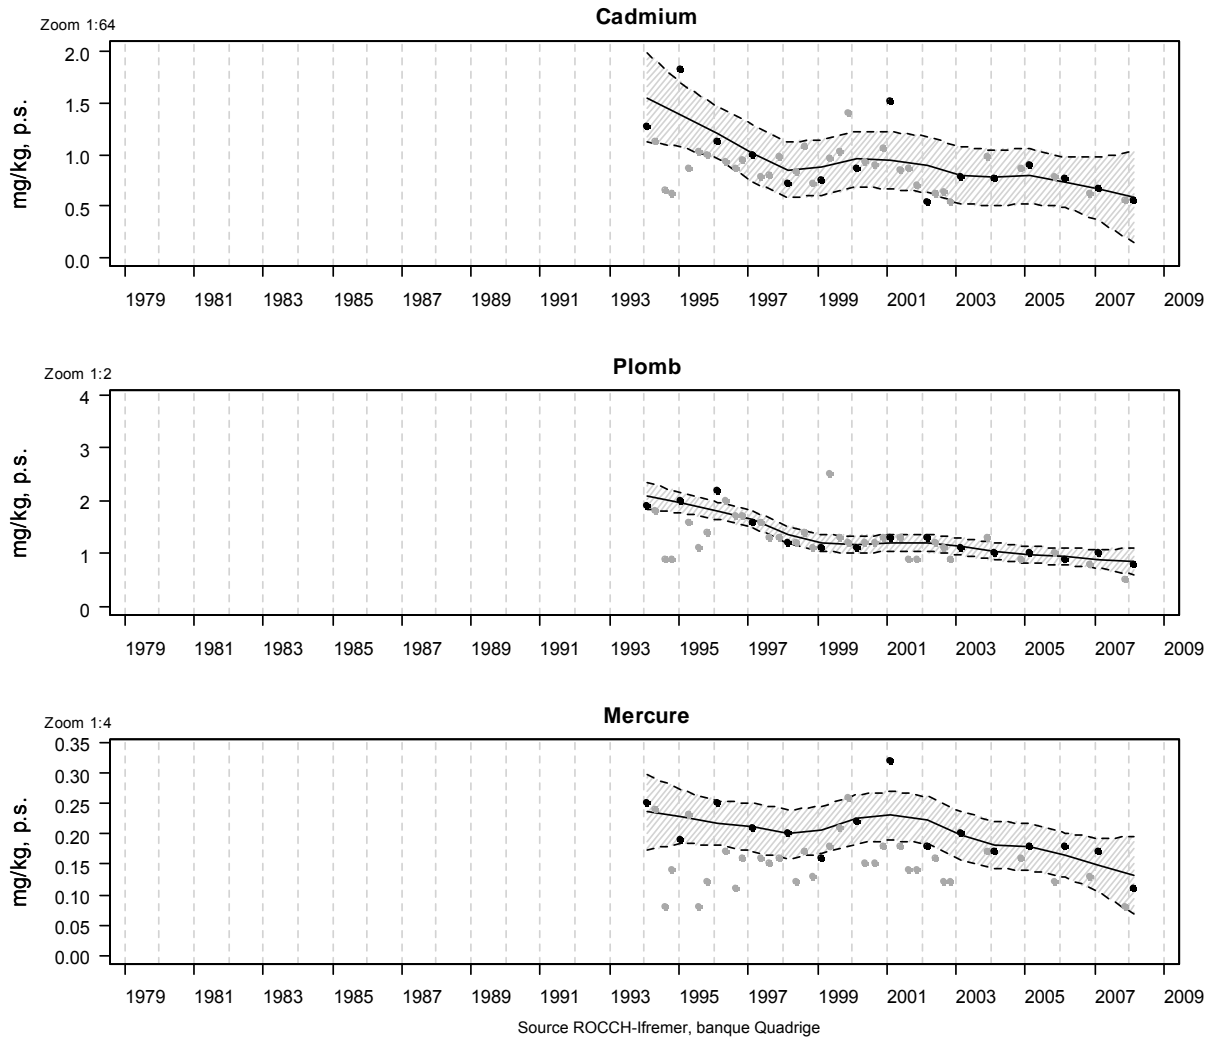 Cadmium
Zoom 1:64
mg/kg, p.s.
2.0
1.5
1.0
0.5
0.0
1979 1981 1983 1985 1987 1989 1991 1993 1995 1997 1999 2001 2003 2005 2007 2009
Plomb
Zoom 1:2
mg/kg, p.s.
4
3
2
1
0
1979 1981 1983 1985 1987 1989 1991 1993 1995 1997 1999 2001 2003 2005 2007 2009
Mercure
Zoom 1:4
mg/kg, p.s.
0.35
0.30
0.25
0.20
0.15
0.10
0.05
0.00
1979 1981 1983 1985 1987 1989 1991 1993 1995 1997 1999 2001 2003 2005 2007 2009
Source ROCCH-Ifremer, banque Quadrige